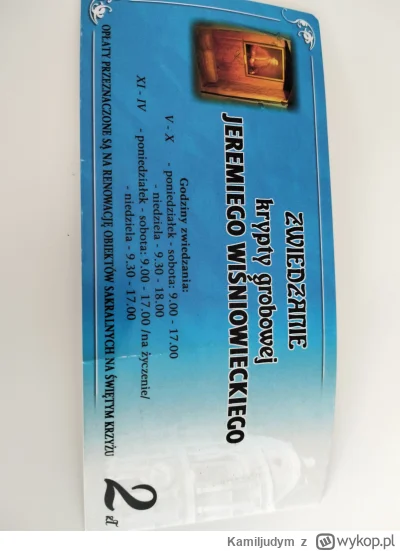 ZWIEDZANIE
krypty grobowej
JEREMIEGO WIŚNIOWIECKIEGO
Godziny zwiedzania:
V - X - poniedziałek - sobota: 9.00 - 17.00
- niedziela - 9.30 - 18.00
XI - IV - poniedziałek - sobota: 9.00 - 17.00 /na życzenie/
- niedziela - 9.30 - 17.00
OPŁATY PRZEZNACZONE SĄ NA RENOWACJĘ OBIEKTÓW SAKRALNYCH NA ŚWIĘTYM KRZYŻU
2 zł
Kamiljudym z wykop.pl